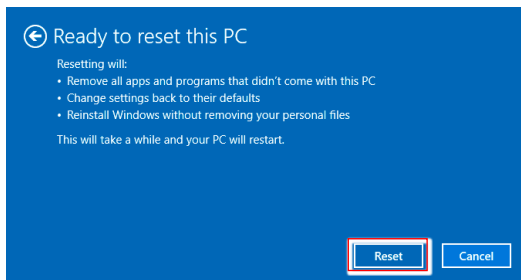 Ready to reset this PC
Resetting will:
• Remove all apps and programs that didn't come with this PC
• Change settings back to their defaults
• Reinstall Windows without removing your personal files
This will take a while and your PC will restart.
Reset Cancel